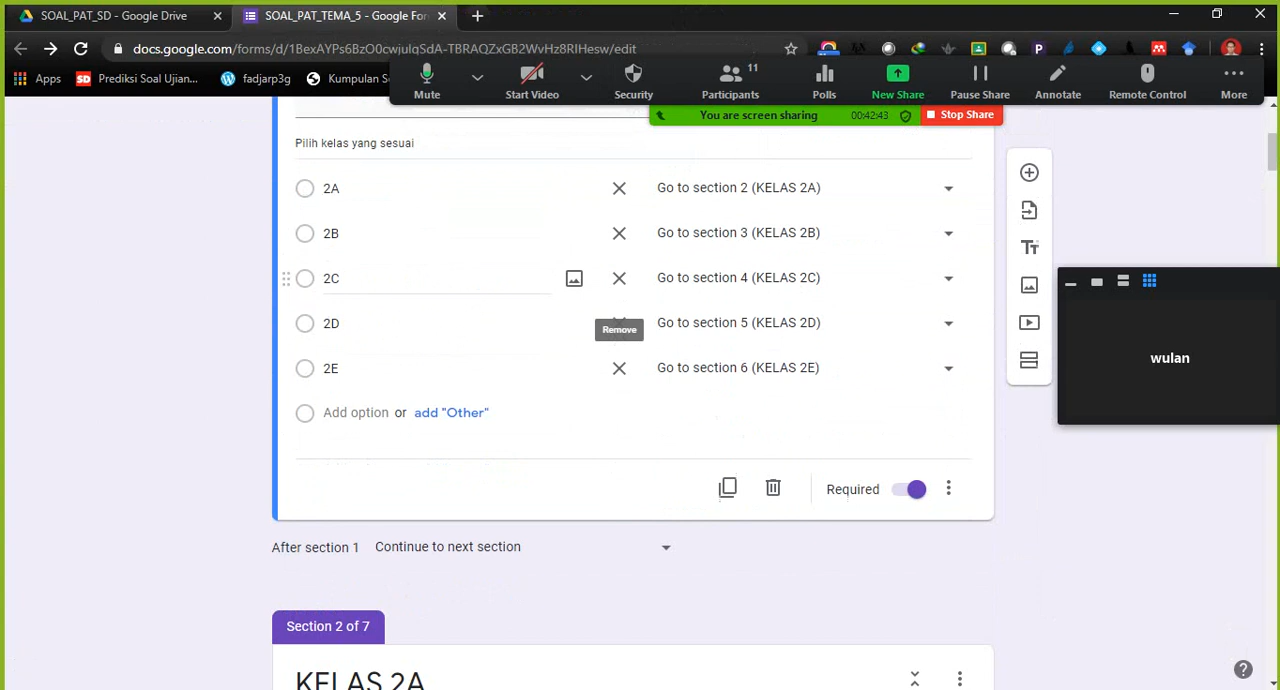 SOAL_PAT_SD - Google Drive
SOAL_PAT_TEMA_5 - Google For
docs.google.com/forms/d/1BexAYPs6BzO0cwjulqSdA-TBRAQZxGB2WvHz8RIHesw/edit
Apps
SD Prediksi Soal Ujian...
fadjarp3g
Kumpulan S
Mute
Start Video
Security
Participants 11
Polls
New Share
Pause Share
Annotate
Remote Control
More
You are screen sharing 00:42:43 Stop Share
Pilih kelas yang sesuai
2A Go to section 2 (KELAS 2A)
2B Go to section 3 (KELAS 2B)
2C Go to section 4 (KELAS 2C)
2D Go to section 5 (KELAS 2D)
Remove
2E Go to section 6 (KELAS 2E)
Add option or add "Other"
Required
After section 1 Continue to next section
Section 2 of 7
KELAS 2A
Tт
wulan